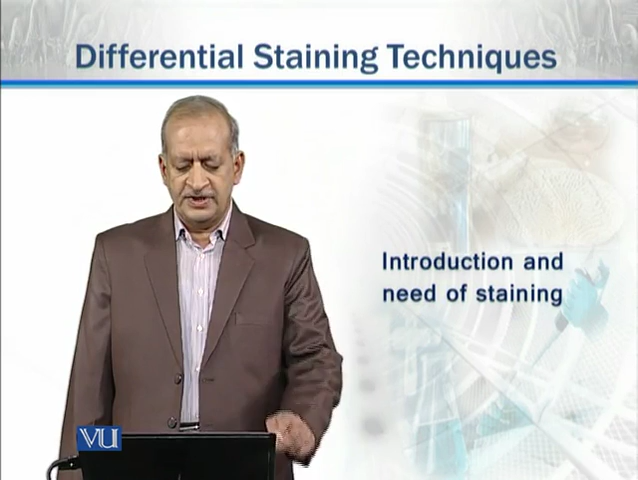 Differential Staining Techniques
Introduction and
need of staining
VU